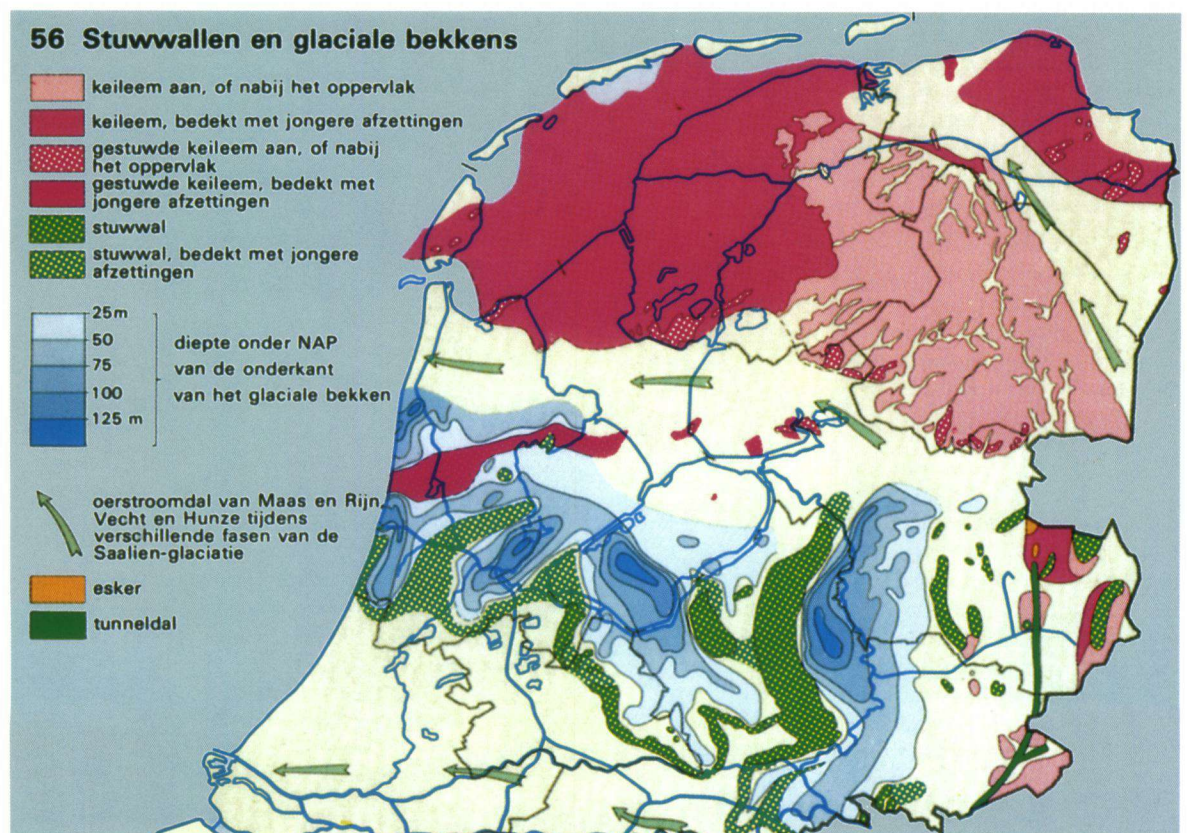 56 Stuwwallen en glaciale bekkens
keileem aan, of nabij het oppervlak
keileem, bedekt met jongere afzettingen
gestuwde keileem aan, of nabij
het oppervlak
gestuwde keileem, bedekt met
jongere afzettingen
stuwwal
stuwwal, bedekt met jongere
afzettingen
25m
50
75
100
125 m
diepte onder NAP
van de onderkant
van het glaciale bekken
oerstroomdal van Maas en Rijn,
Vecht en Hunze tijdens
verschillende fasen van de
Saalien-glaciatie
esker
tunneldal